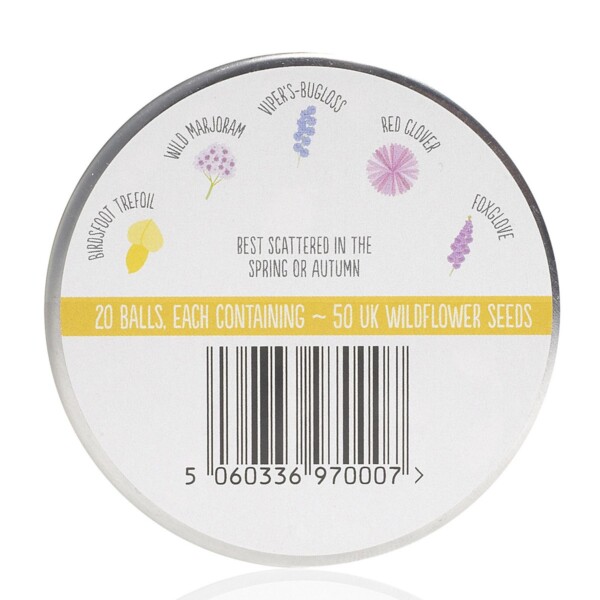 BIRDSFOOT TREFOIL
WILD MARJORAM
VIPER'S-BUGLOSS
RED CLOVER
FOXGLOVE
BEST SCATTERED IN THE
SPRING OR AUTUMN
20 BALLS, EACH CONTAINING ~ 50 UK WILDFLOWER SEEDS
5 060336 970007 >